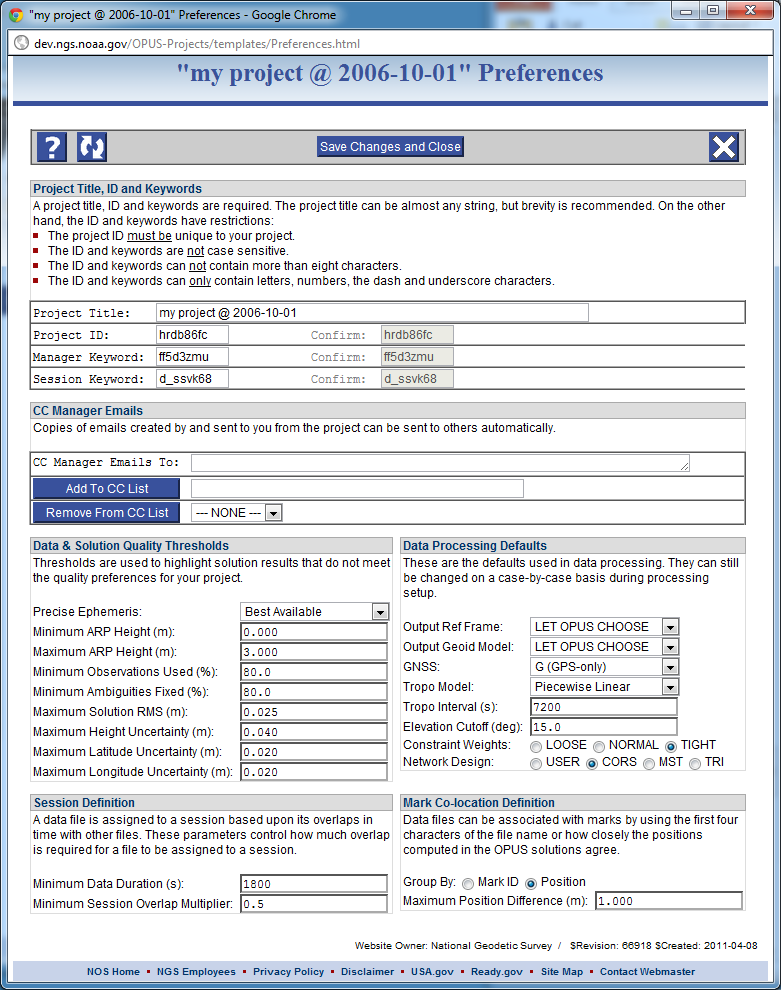 "my project @ 2006-10-01" Preferences - Google Chrome
dev.ngs.noaa.gov/OPUS-Projects/templates/Preferences.html
"my project @ 2006-10-01" Preferences
? Save Changes and Close
Project Title, ID and Keywords
A project title, ID and keywords are required. The project title can be almost any string, but brevity is recommended. On the other
hand, the ID and keywords have restrictions:
The project ID must be unique to your project.
The ID and keywords are not case sensitive.
The ID and keywords can not contain more than eight characters.
The ID and keywords can only contain letters, numbers, the dash and underscore characters.
Project Title: my project @ 2006-10-01
Project ID: hrdb86fc Confirm: hrdb86fc
Manager Keyword: ff5d3zmu Confirm: ff5d3zmu
Session Keyword: d_ssvk68 Confirm: d_ssvk68
CC Manager Emails
Copies of emails created by and sent to you from the project can be sent to others automatically.
CC Manager Emails To:
Add To CC List
Remove From CC List --- NONE ---
Data & Solution Quality Thresholds
Thresholds are used to highlight solution results that do not meet
the quality preferences for your project.
Precise Ephemeris: Best Available
Minimum ARP Height (m): 0.000
Maximum ARP Height (m): 3.000
Minimum Observations Used (%): 80.0
Minimum Ambiguities Fixed (%): 80.0
Maximum Solution RMS (m): 0.025
Maximum Height Uncertainty (m): 0.040
Maximum Latitude Uncertainty (m): 0.020
Maximum Longitude Uncertainty (m): 0.020
Data Processing Defaults
These are the defaults used in data processing. They can still
be changed on a case-by-case basis during processing
setup.
Output Ref Frame: LET OPUS CHOOSE
Output Geoid Model: LET OPUS CHOOSE
GNSS: G (GPS-only)
Tropo Model: Piecewise Linear
Tropo Interval (s): 7200
Elevation Cutoff (deg): 15.0
Constraint Weights: LOOSE NORMAL TIGHT
Network Design: USER CORS MST TRI
Session Definition
A data file is assigned to a session based upon its overlaps in
time with other files. These parameters control how much overlap
is required for a file to be assigned to a session.
Minimum Data Duration (s): 1800
Minimum Session Overlap Multiplier: 0.5
Mark Co-location Definition
Data files can be associated with marks by using the first four
characters of the file name or how closely the positions
computed in the OPUS solutions agree.
Group By: Mark ID Position
Maximum Position Difference (m): 1.000
Website Owner: National Geodetic Survey / $Revision: 66918 $Created: 2011-04-08
NOS Home ▪ NGS Employees ▪ Privacy Policy ▪ Disclaimer ▪ USA.gov ▪ Ready.gov ▪ Site Map ▪ Contact Webmaster